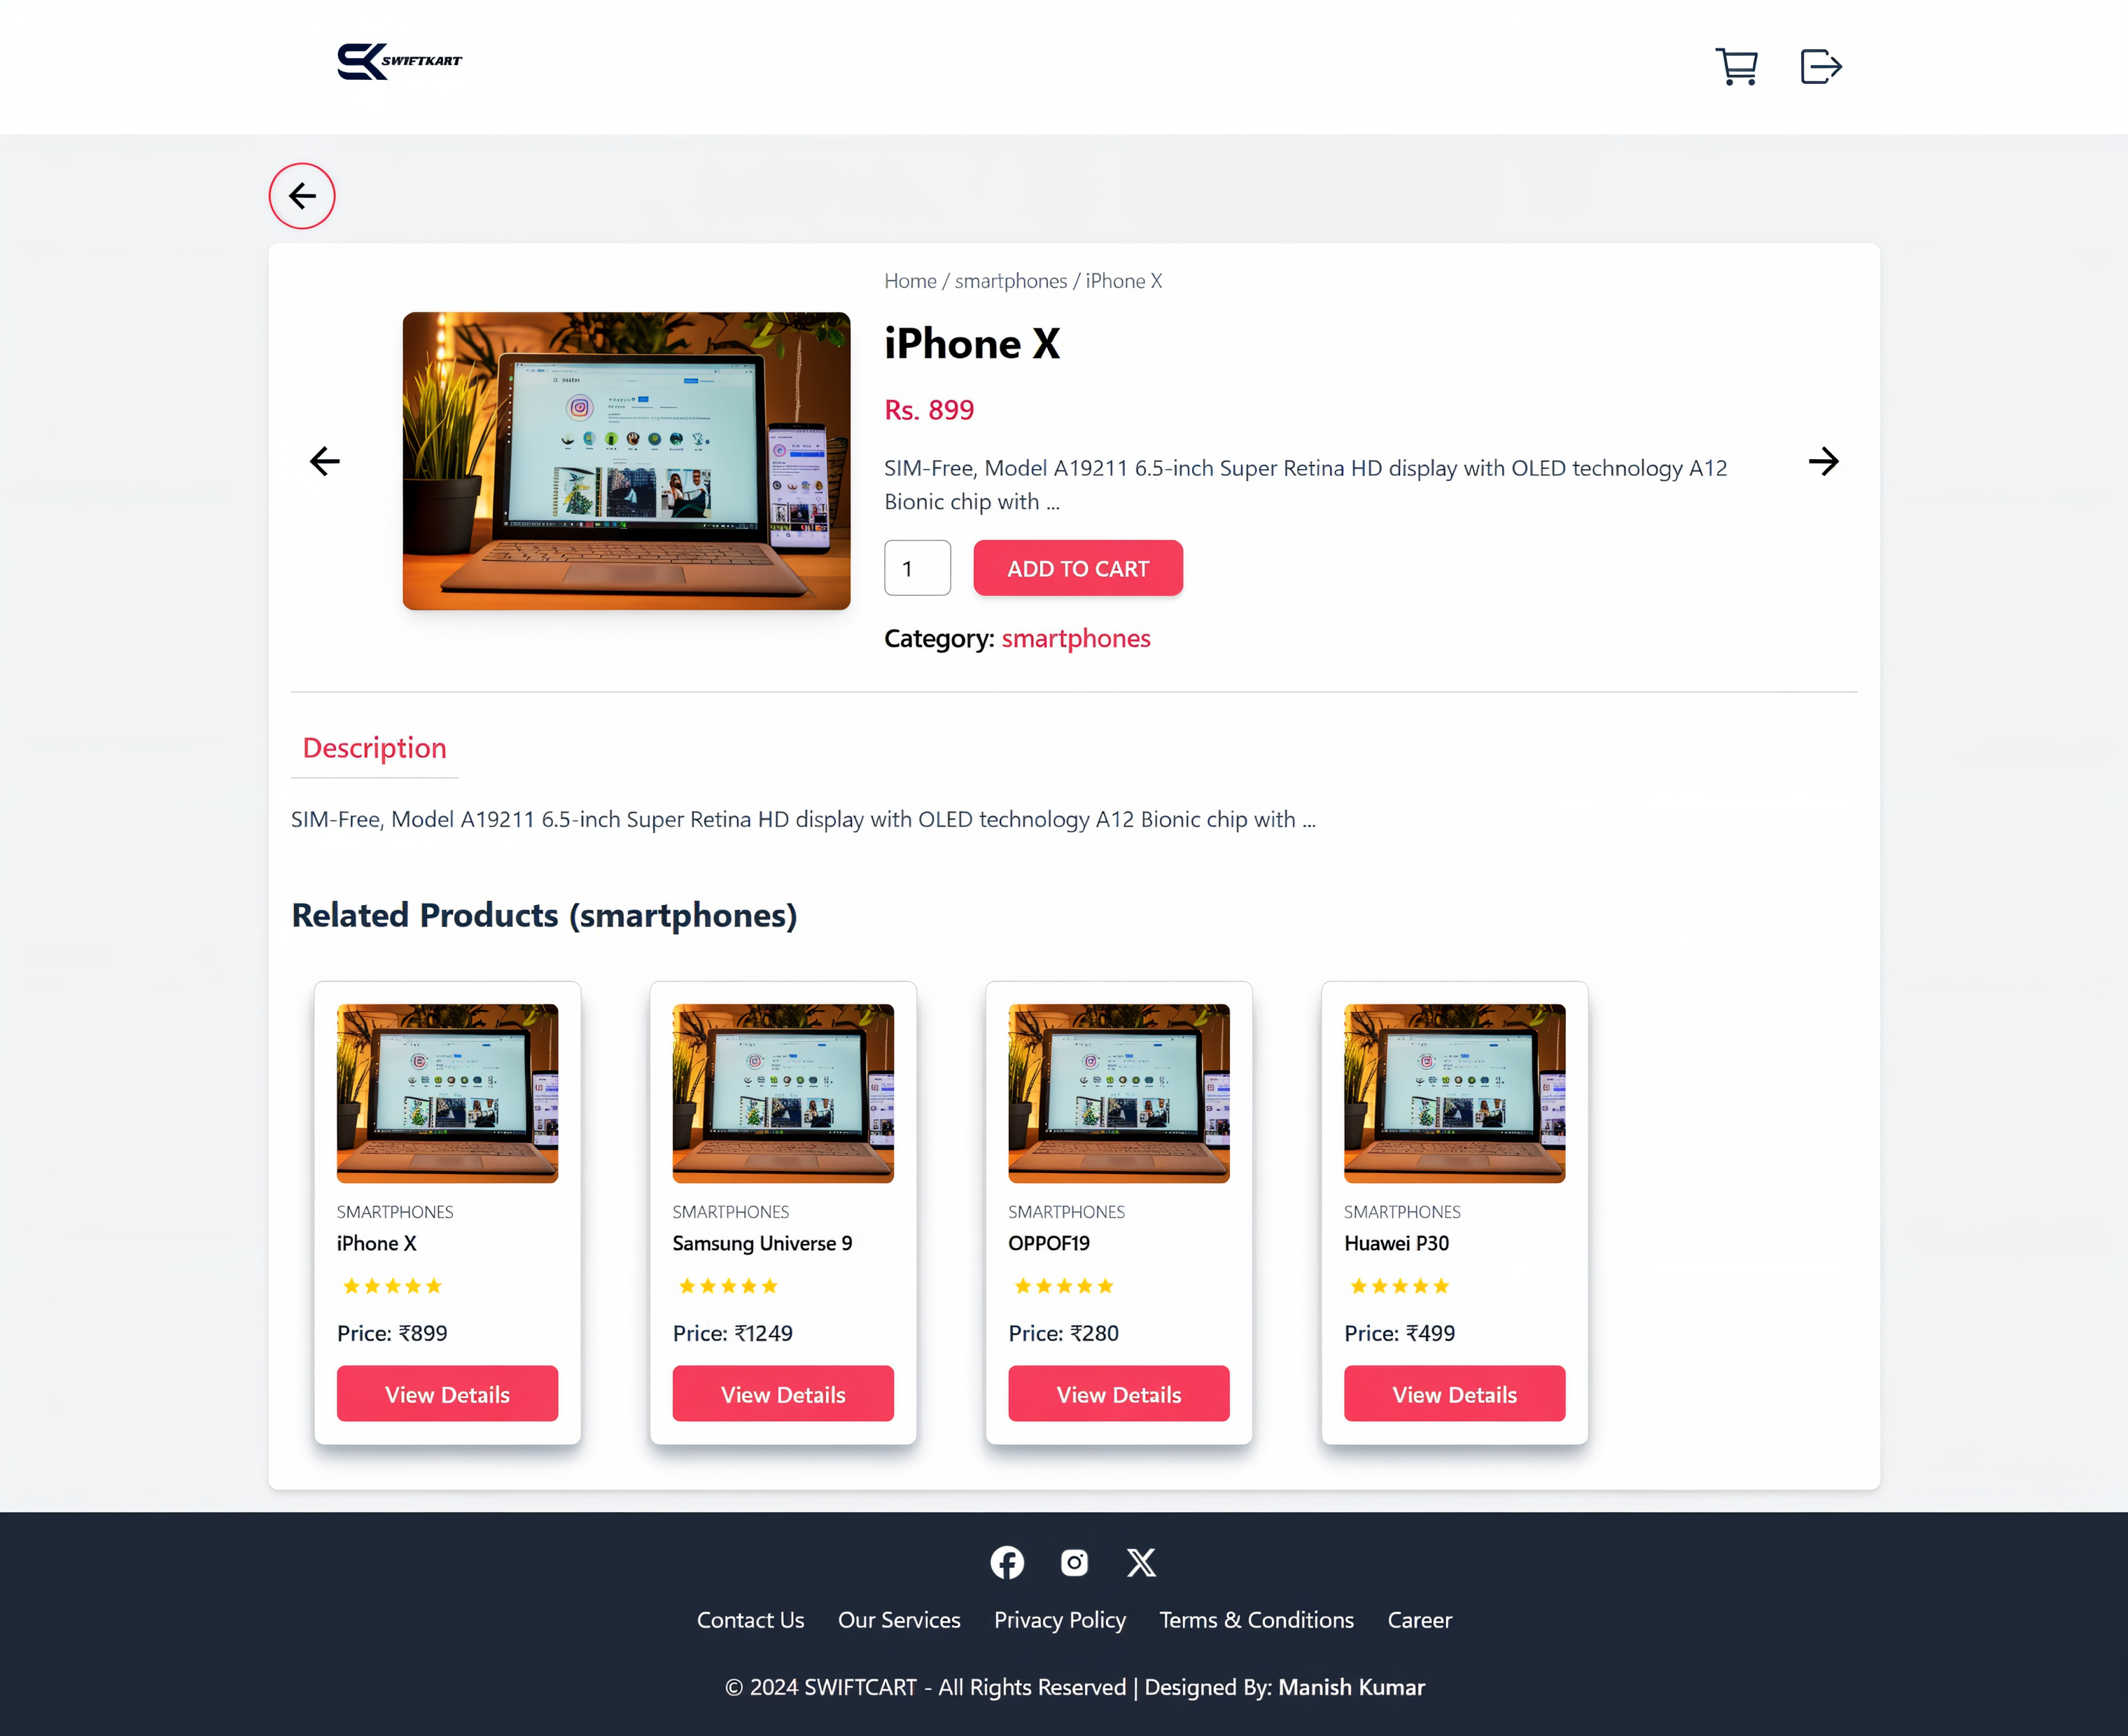 SWIFTKART
Home / smartphones / iPhone X
iPhone X
Rs. 899
SIM-Free, Model A19211 6.5-inch Super Retina HD display with OLED technology A12
Bionic chip with ...
1
ADD TO CART
Category: smartphones
Description
SIM-Free, Model A19211 6.5-inch Super Retina HD display with OLED technology A12 Bionic chip with ...
Related Products (smartphones)
SMARTPHONES
iPhone X
Price: ₹899
View Details
SMARTPHONES
Samsung Universe 9
Price: ₹1249
View Details
SMARTPHONES
OPPOF19
Price: ₹280
View Details
SMARTPHONES
Huawei P30
Price: ₹499
View Details
Contact Us
Our Services
Privacy Policy
Terms & Conditions
Career
© 2024 SWIFTCART - All Rights Reserved | Designed By: Manish Kumar